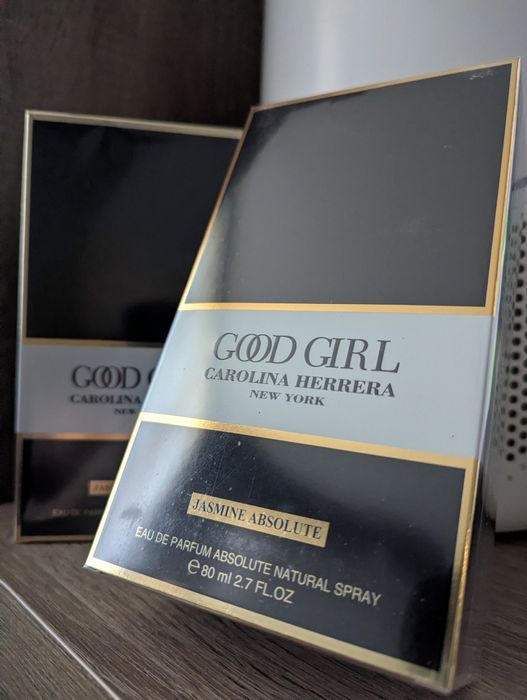 GOOD GIRL
CAROLINA HERRERA
NEW YORK
JASMINE ABSOLUTE
EAU DE PARFUM ABSOLUTE NATURAL SPRAY
℮ 80 ml 2.7 FL.OZ
GOOD G
CAROLINA
NEW
EAU DE